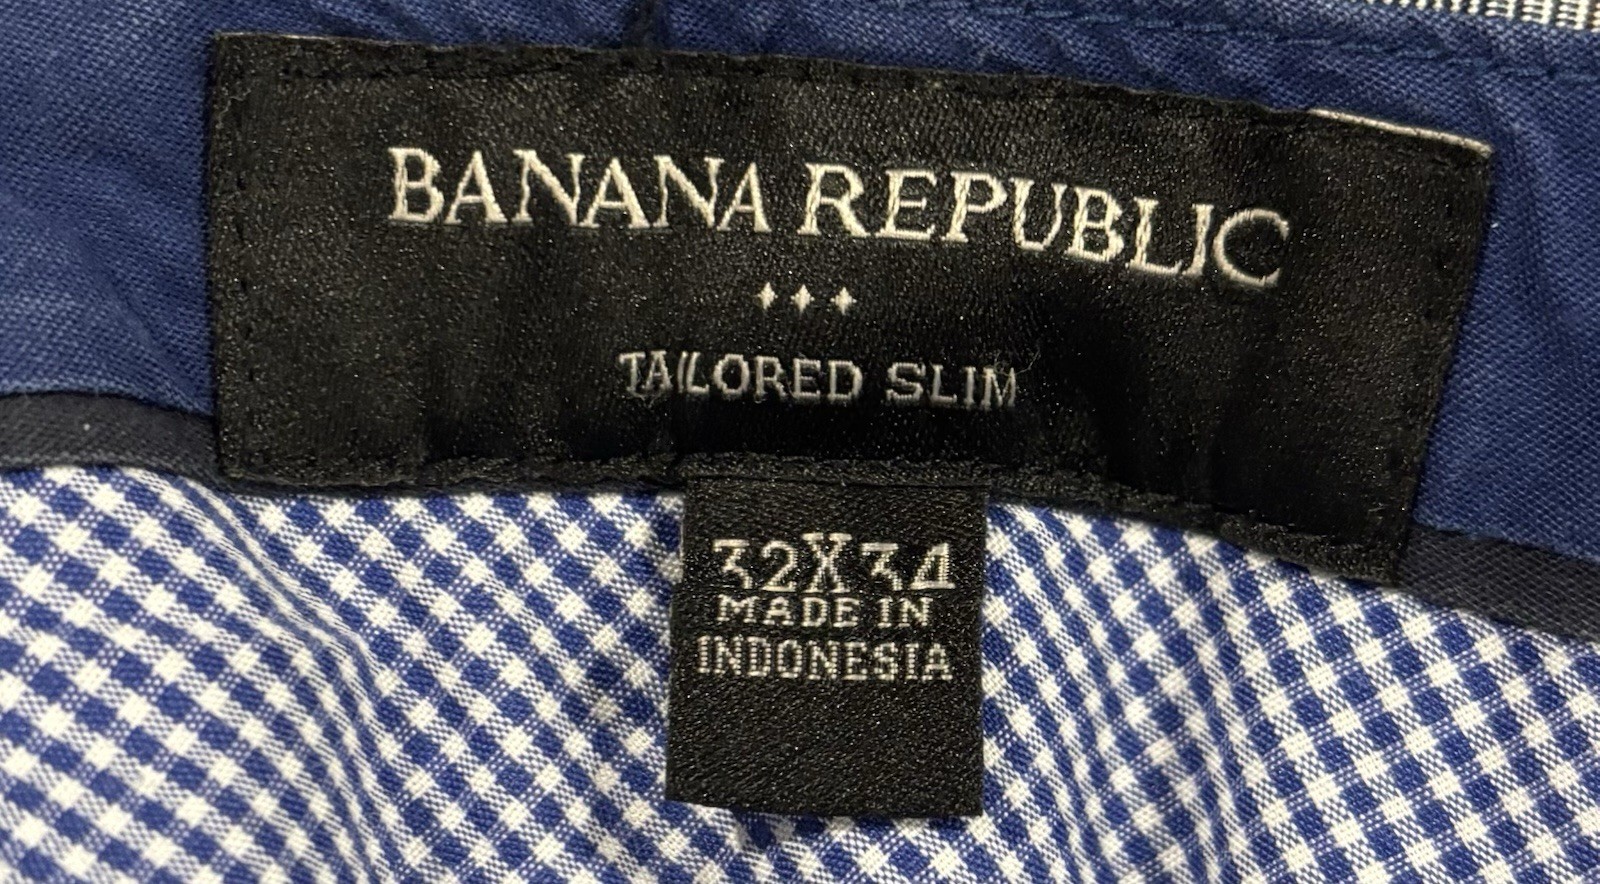 BANANA REPUBLIC
TAILORED SLIM
32X34
MADE IN
INDONESIA